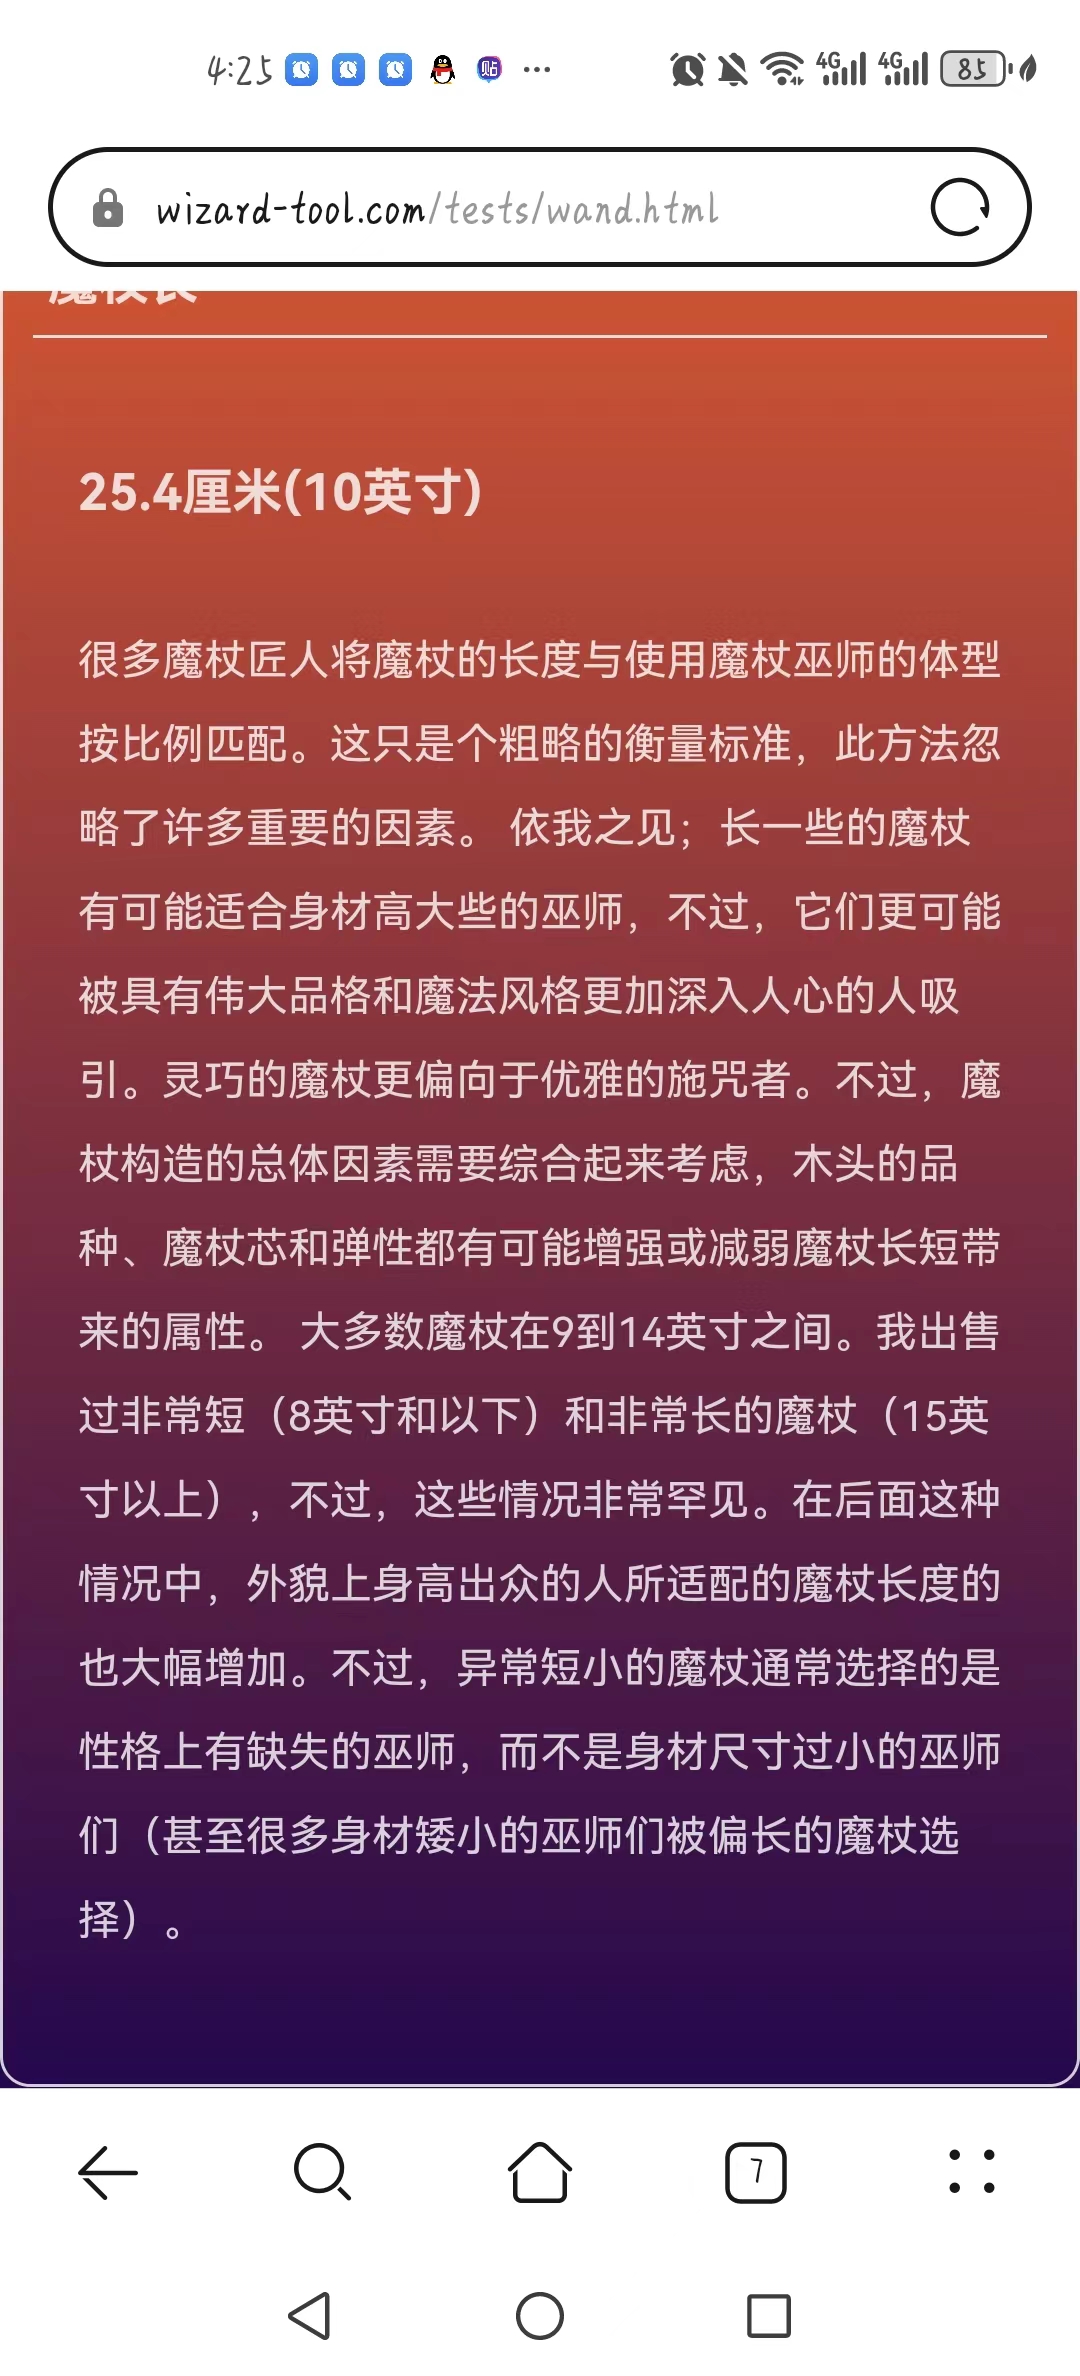 4:25
贴
4G
4G
85
wizard-tool.com/tests/wand.html
魔杖长
25.4厘米(10英寸)
很多魔杖匠人将魔杖的长度与使用魔杖巫师的体型
按比例匹配。这只是个粗略的衡量标准，此方法忽
略了许多重要的因素。 依我之见；长一些的魔杖
有可能适合身材高大些的巫师，不过，它们更可能
被具有伟大品格和魔法风格更加深入人心的人吸
引。灵巧的魔杖更偏向于优雅的施咒者。不过，魔
杖构造的总体因素需要综合起来考虑，木头的品
种、魔杖芯和弹性都有可能增强或减弱魔杖长短带
来的属性。 大多数魔杖在9到14英寸之间。我出售
过非常短（8英寸和以下）和非常长的魔杖（15英
寸以上），不过，这些情况非常罕见。在后面这种
情况中，外貌上身高出众的人所适配的魔杖长度的
也大幅增加。不过，异常短小的魔杖通常选择的是
性格上有缺失的巫师，而不是身材尺寸过小的巫师
们（甚至很多身材矮小的巫师们被偏长的魔杖选
择）。
7